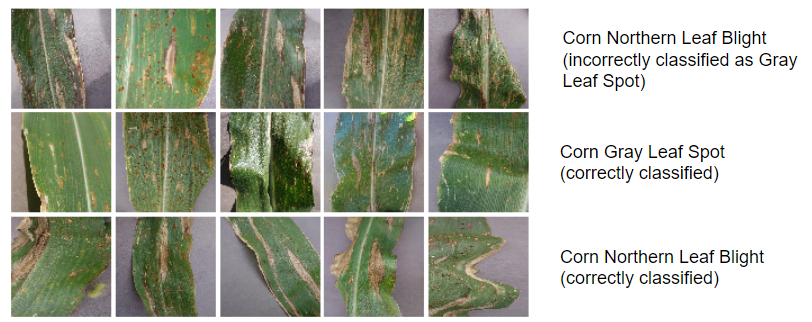 Corn Northern Leaf Blight
(incorrectly classified as Gray
Leaf Spot)
Corn Gray Leaf Spot
(correctly classified)
Corn Northern Leaf Blight
(correctly classified)